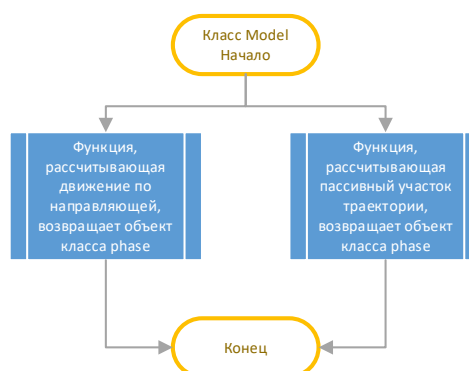 Класс Model
Начало
Функция,
рассчитывающая
движение по
направляющей,
возвращает объект
класса phase
Функция,
рассчитывающая
пассивный участок
траектории,
возвращает объект
класса phase
Конец